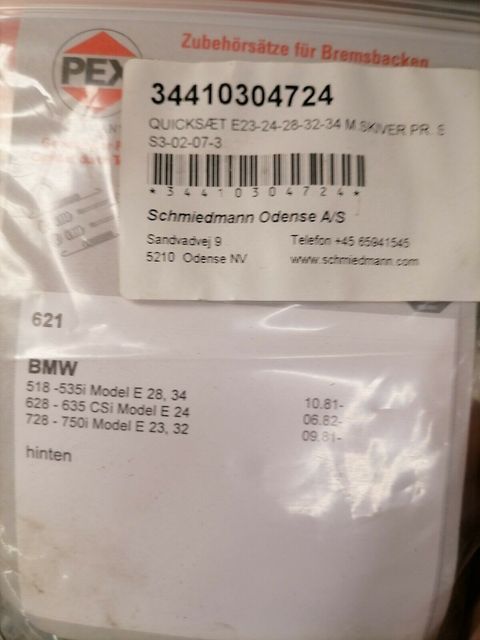 Zubehörsätze für Bremsbacken
PEX
34410304724
QUICKSÆT E23-24-28-32-34 M.SKIVER PR. S
S3-02-07-3
*34410304724*
Schmiedmann Odense A/S
Sandvadvej 9 Telefon +45 65941545
5210 Odense NV www.schmiedmann.com
621
BMW
518 -535i Model E 28, 34 10.81-
628 - 635 CSi Model E 24 06.82-
728 - 750i Model E 23, 32 09.81-
hinten